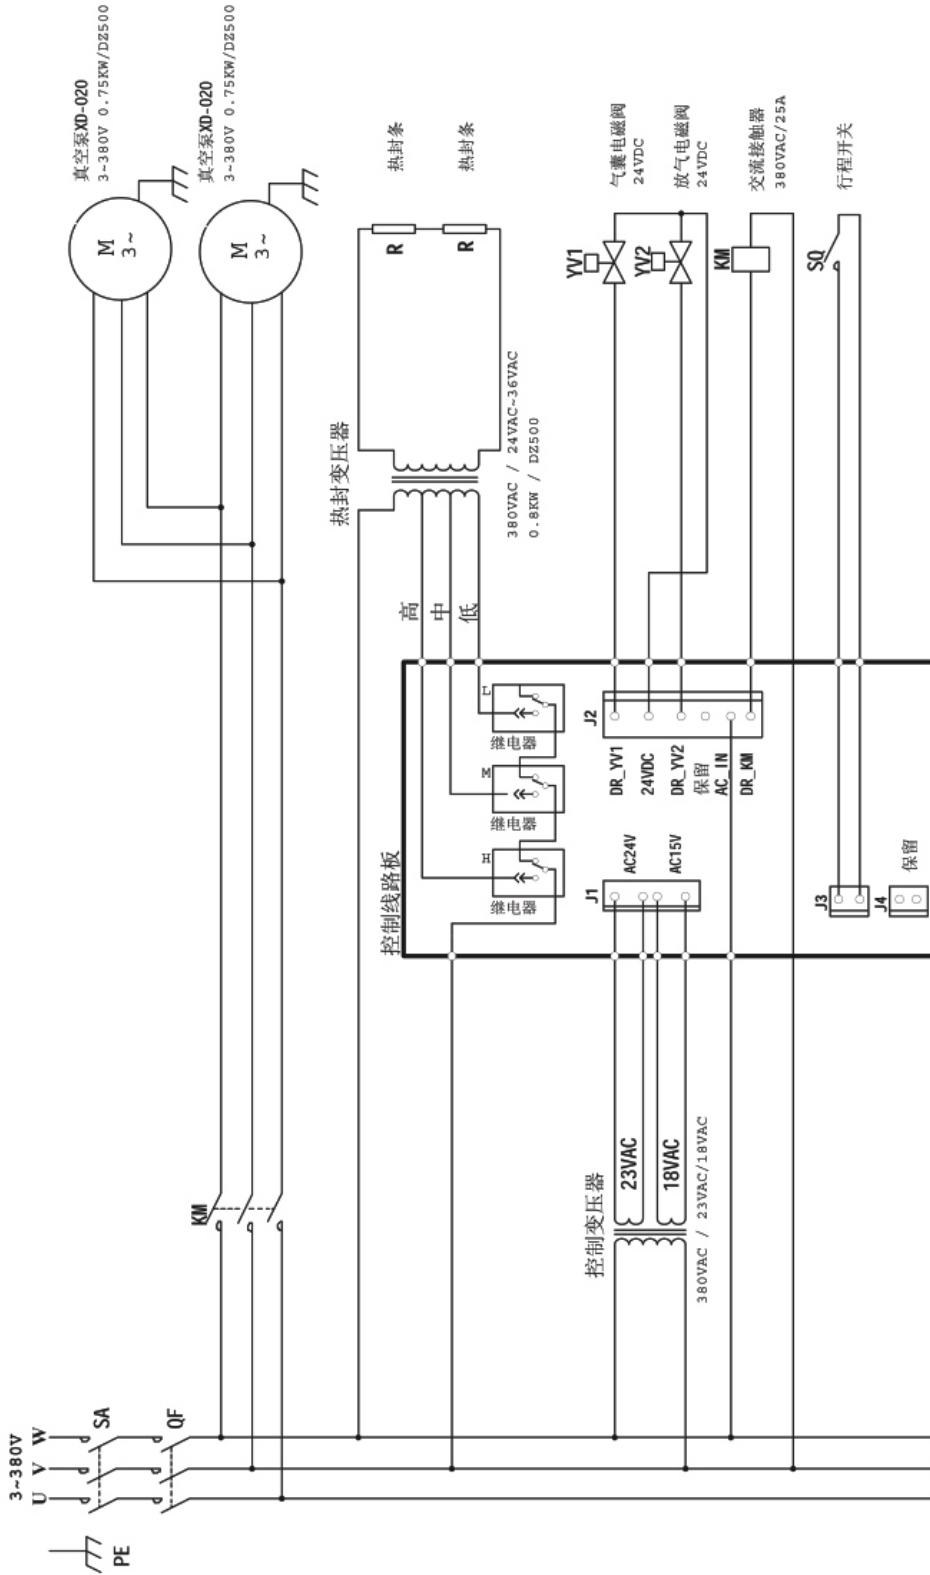 真空泵XD-020
3~380V 0.75KW/DZ500
真空泵XD-020
3~380V 0.75KW/DZ500
M
3~
M
3~
热封条
热封条
R
R
热封变压器
380VAC / 24VAC~36VAC
0.8KW / DZ500
高
中
低
气囊电磁阀
24VDC
放气电磁阀
24VDC
交流接触器
380VAC/25A
行程开关
YV1
YV2
KM
SQ
控制线路板
L
继电器
M
继电器
H
继电器
J2
DR_YV1
24VDC
DR_YV2
保留
AC_IN
DR_KM
J1
AC24V
AC15V
J3
J4
保留
KM
控制变压器
23VAC
18VAC
380VAC / 23VAC/18VAC
3~380V
U
V
W
SA
QF
PE